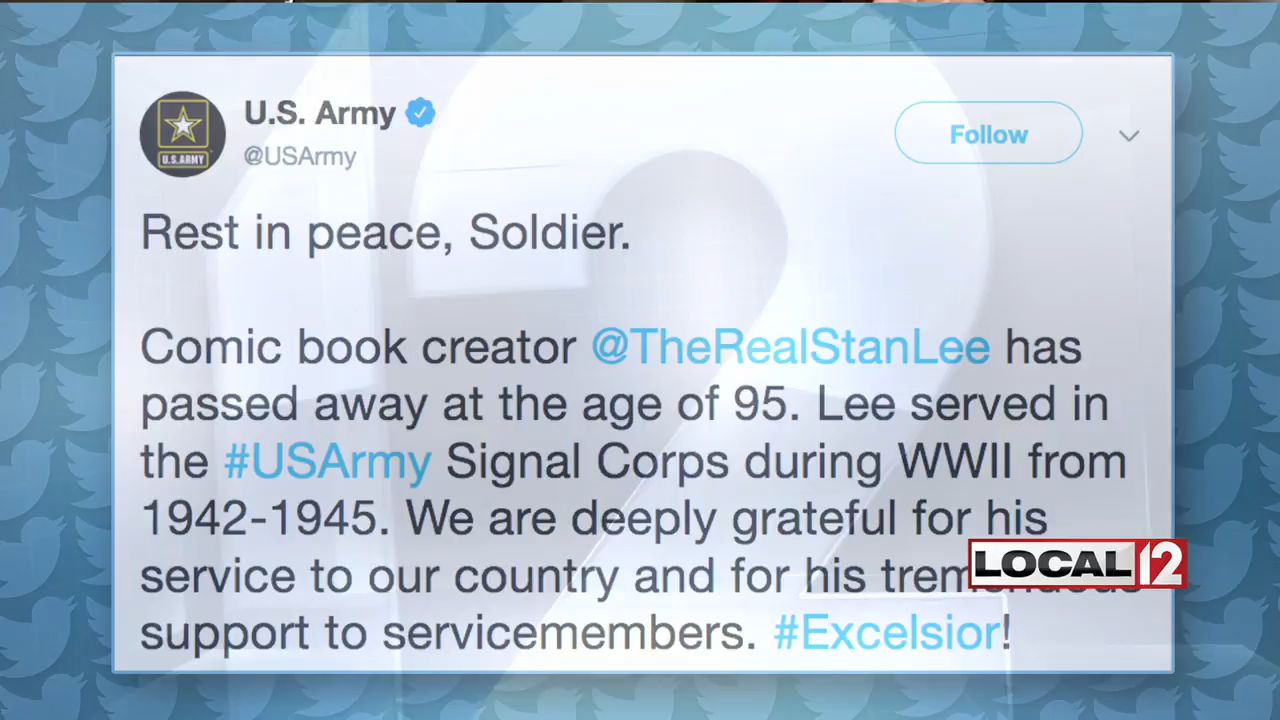 U.S. Army
@USArmy
Follow
U.S.ARMY
Rest in peace, Soldier.
Comic book creator @TheRealStanLee has
passed away at the age of 95. Lee served in
the #USArmy Signal Corps during WWII from
1942-1945. We are deeply grateful for his
service to our country and for his tremendous
support to servicemembers. #Excelsior!
LOCAL 12